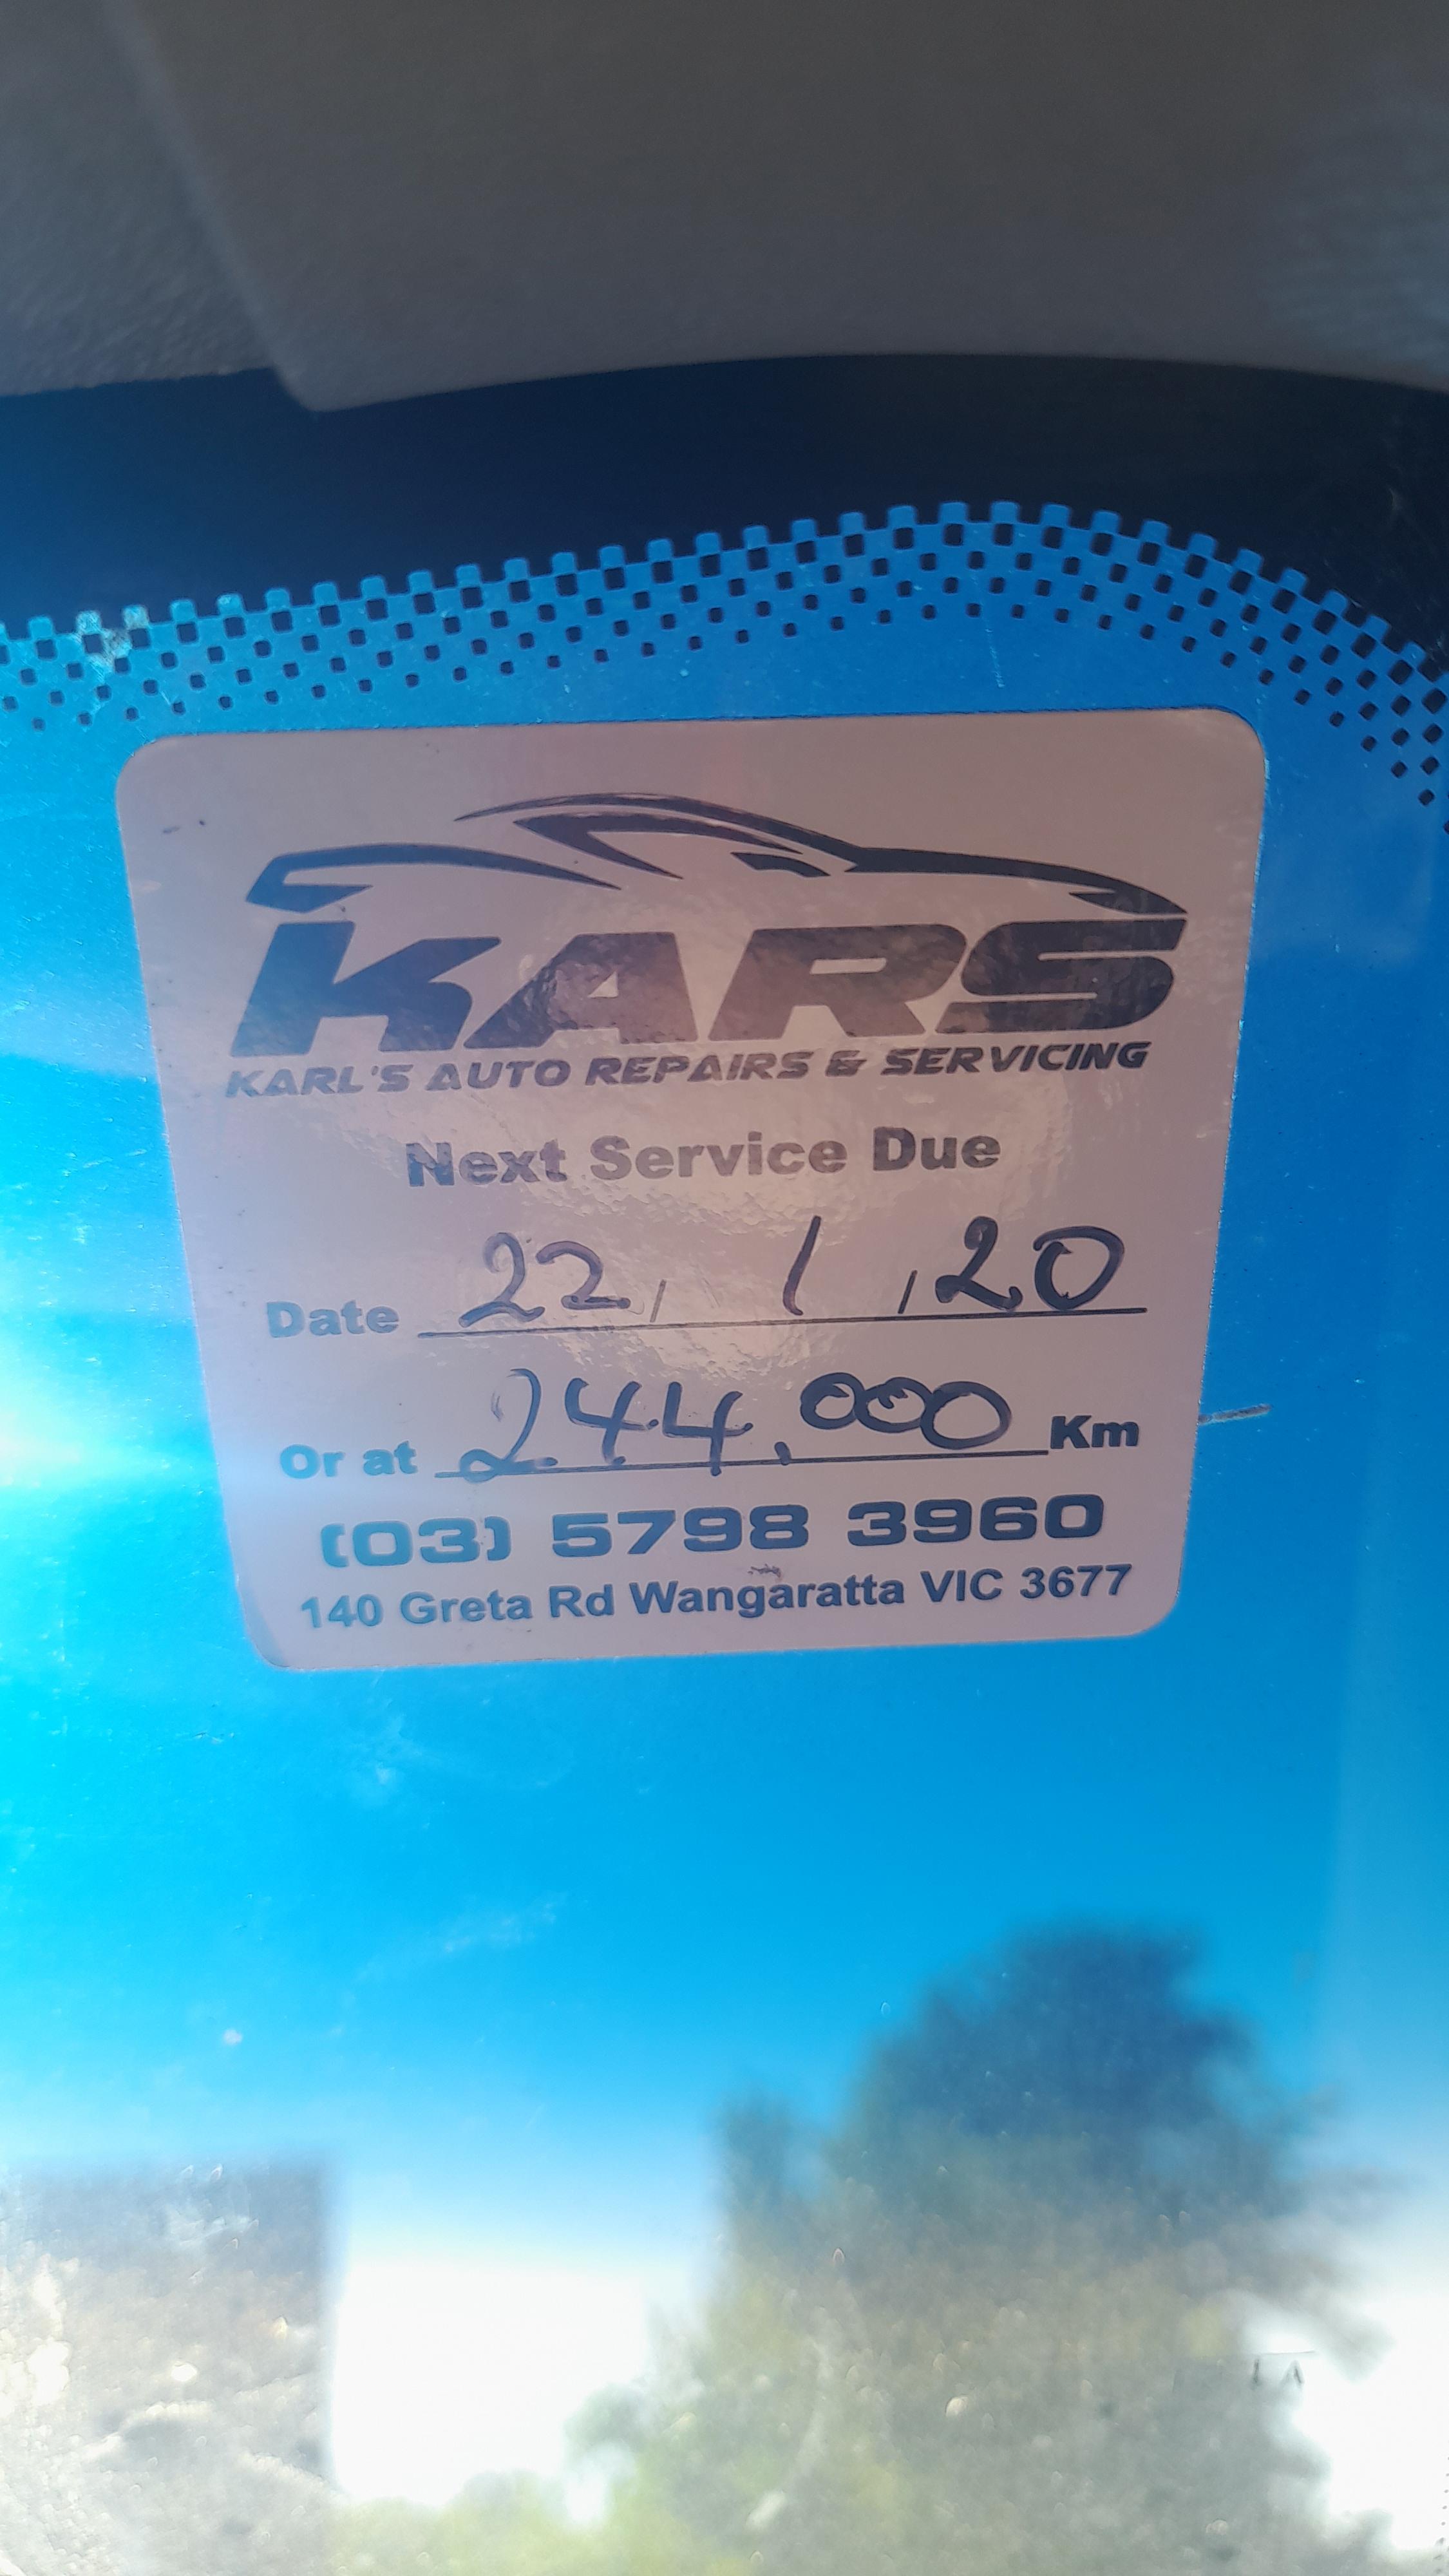 KARS
KARL'S AUTO REPAIRS & SERVICING
Next Service Due
Date 22/1/20
Or at 244,000 Km
(03) 5798 3960
140 Greta Rd Wangaratta VIC 3677